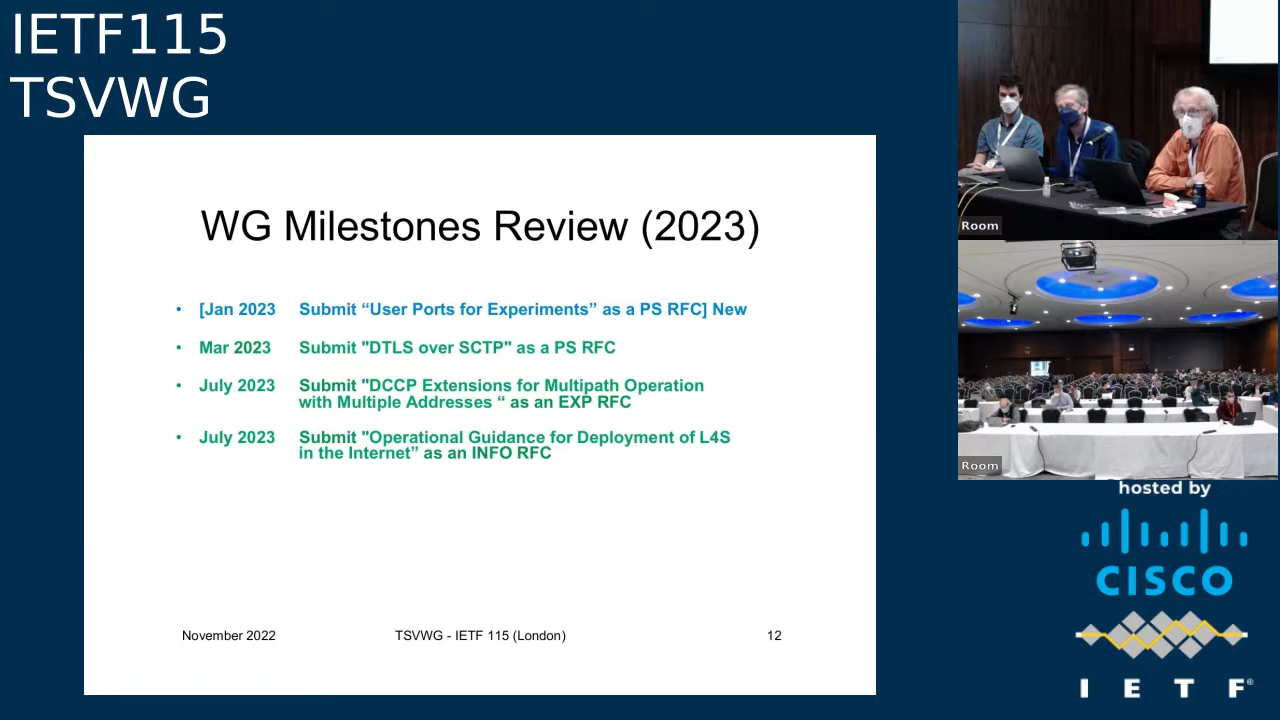 IETF115
TSVWG
WG Milestones Review (2023)
• [Jan 2023 Submit “User Ports for Experiments” as a PS RFC] New
• Mar 2023 Submit "DTLS over SCTP" as a PS RFC
• July 2023 Submit "DCCP Extensions for Multipath Operation
with Multiple Addresses “ as an EXP RFC
• July 2023 Submit "Operational Guidance for Deployment of L4S
in the Internet” as an INFO RFC
November 2022 TSVWG - IETF 115 (London) 12
Room
Room
hosted by
CISCO
I E T F®